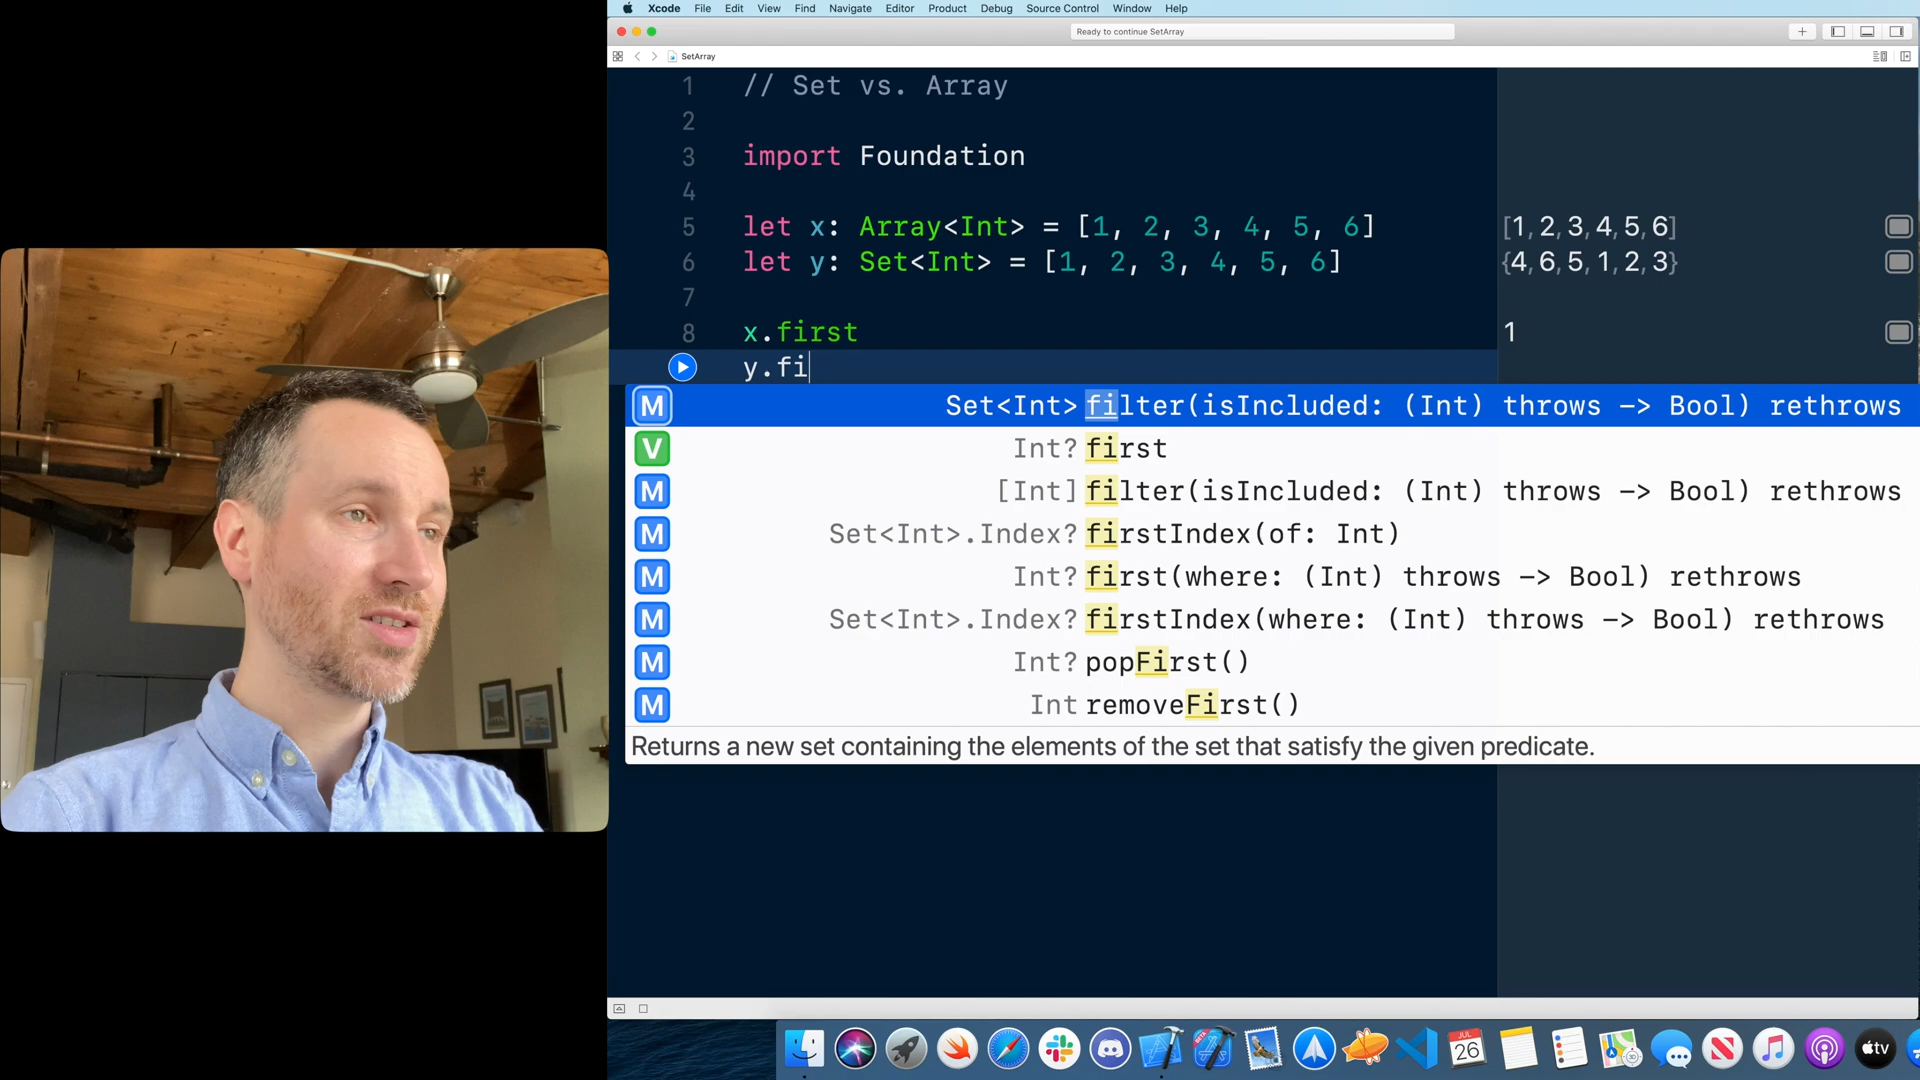 Xcode File Edit View Find Navigate Editor Product Debug Source Control Window Help
Ready to continue SetArray
SetArray
1 // Set vs. Array
2
3 import Foundation
4
5 let x: Array<Int> = [1, 2, 3, 4, 5, 6] [1, 2, 3, 4, 5, 6]
6 let y: Set<Int> = [1, 2, 3, 4, 5, 6] {4, 6, 5, 1, 2, 3}
7
8 x.first 1
y.fi
M Set<Int> filter(isIncluded: (Int) throws -> Bool) rethrows
V Int? first
M [Int] filter(isIncluded: (Int) throws -> Bool) rethrows
M Set<Int>.Index? firstIndex(of: Int)
M Int? first(where: (Int) throws -> Bool) rethrows
M Set<Int>.Index? firstIndex(where: (Int) throws -> Bool) rethrows
M Int? popFirst()
M Int removeFirst()
Returns a new set containing the elements of the set that satisfy the given predicate.
JUL
26
tv